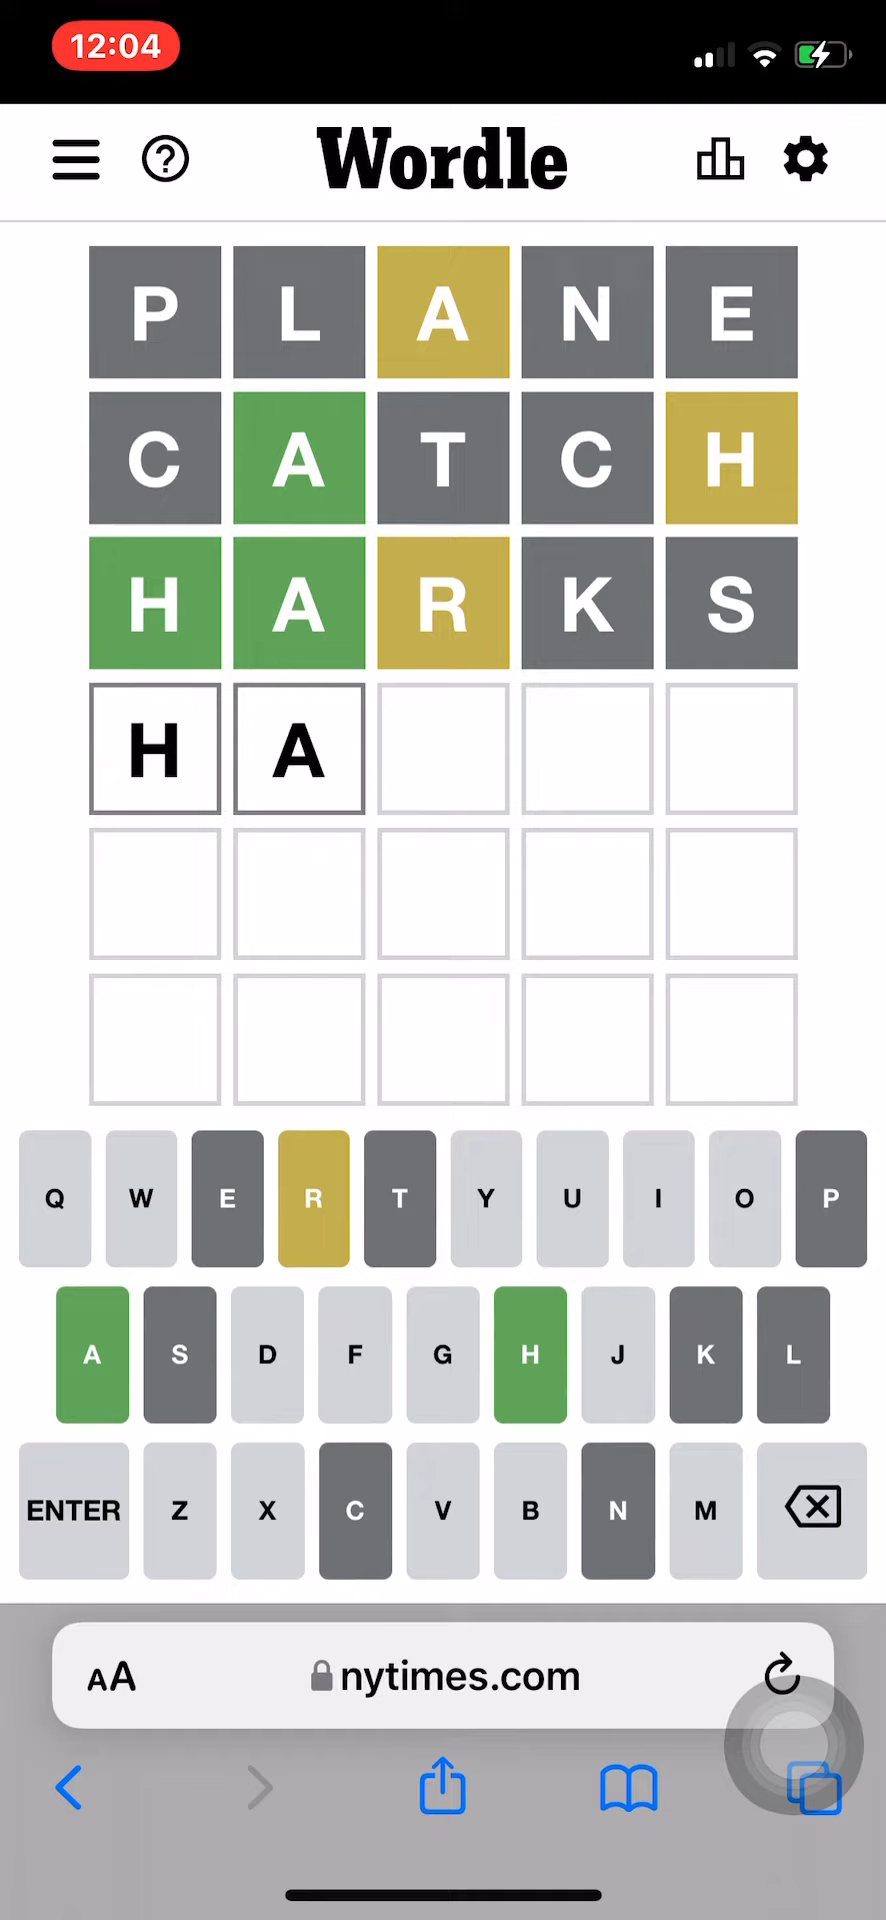 12:04
Wordle
P L A N E
C A T C H
H A R K S
H A
Q W E R T Y U I O P
A S D F G H J K L
ENTER Z X C V B N M
AA nytimes.com